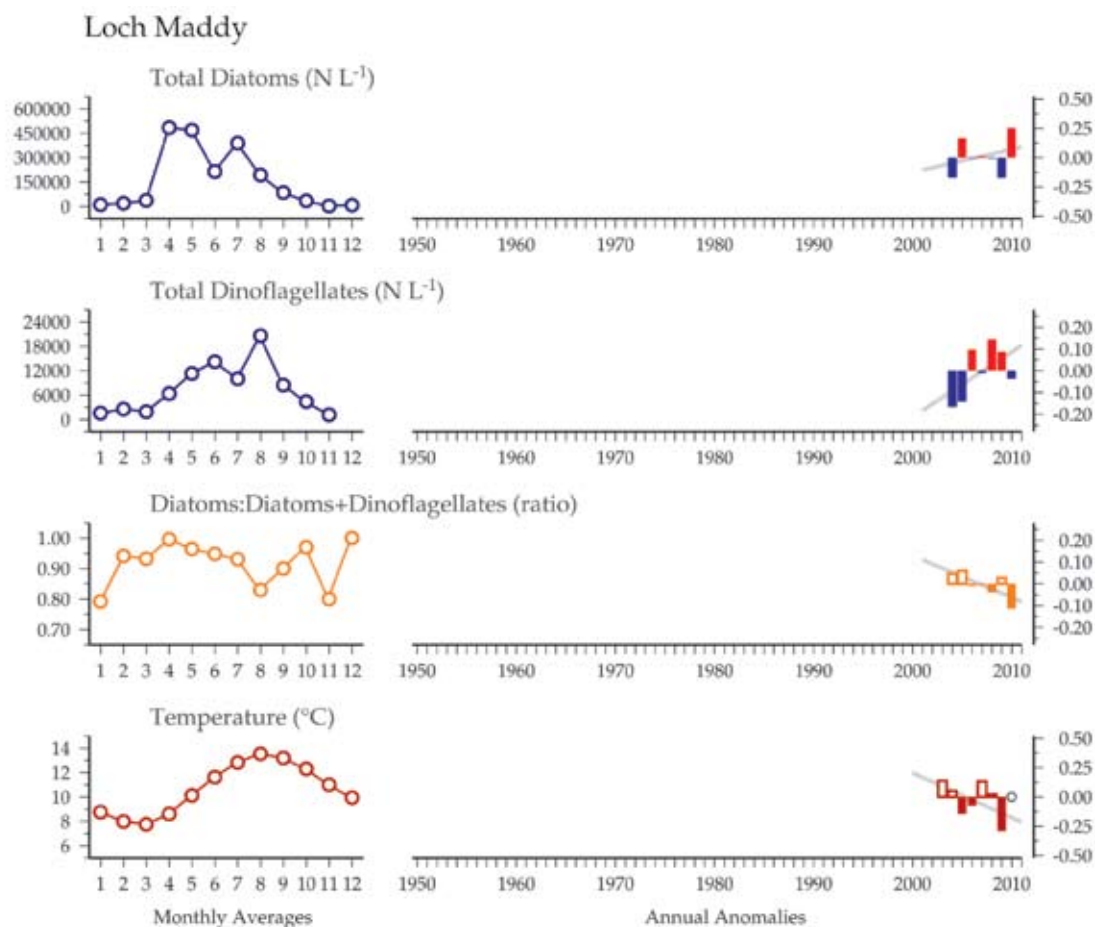 Loch Maddy
Total Diatoms (N L-1)
600000
450000
300000
150000
0
0.50
0.25
0.00
-0.25
-0.50
1 2 3 4 5 6 7 8 9 10 11 12
1950 1960 1970 1980 1990 2000 2010
Total Dinoflagellates (N L-1)
24000
18000
12000
6000
0
0.20
0.10
0.00
-0.10
-0.20
1 2 3 4 5 6 7 8 9 10 11 12
1950 1960 1970 1980 1990 2000 2010
Diatoms:Diatoms+Dinoflagellates (ratio)
1.00
0.90
0.80
0.70
0.20
0.10
0.00
-0.10
-0.20
1 2 3 4 5 6 7 8 9 10 11 12
1950 1960 1970 1980 1990 2000 2010
Temperature (°C)
14
12
10
8
6
0.50
0.25
0.00
-0.25
-0.50
1 2 3 4 5 6 7 8 9 10 11 12
1950 1960 1970 1980 1990 2000 2010
Monthly Averages
Annual Anomalies